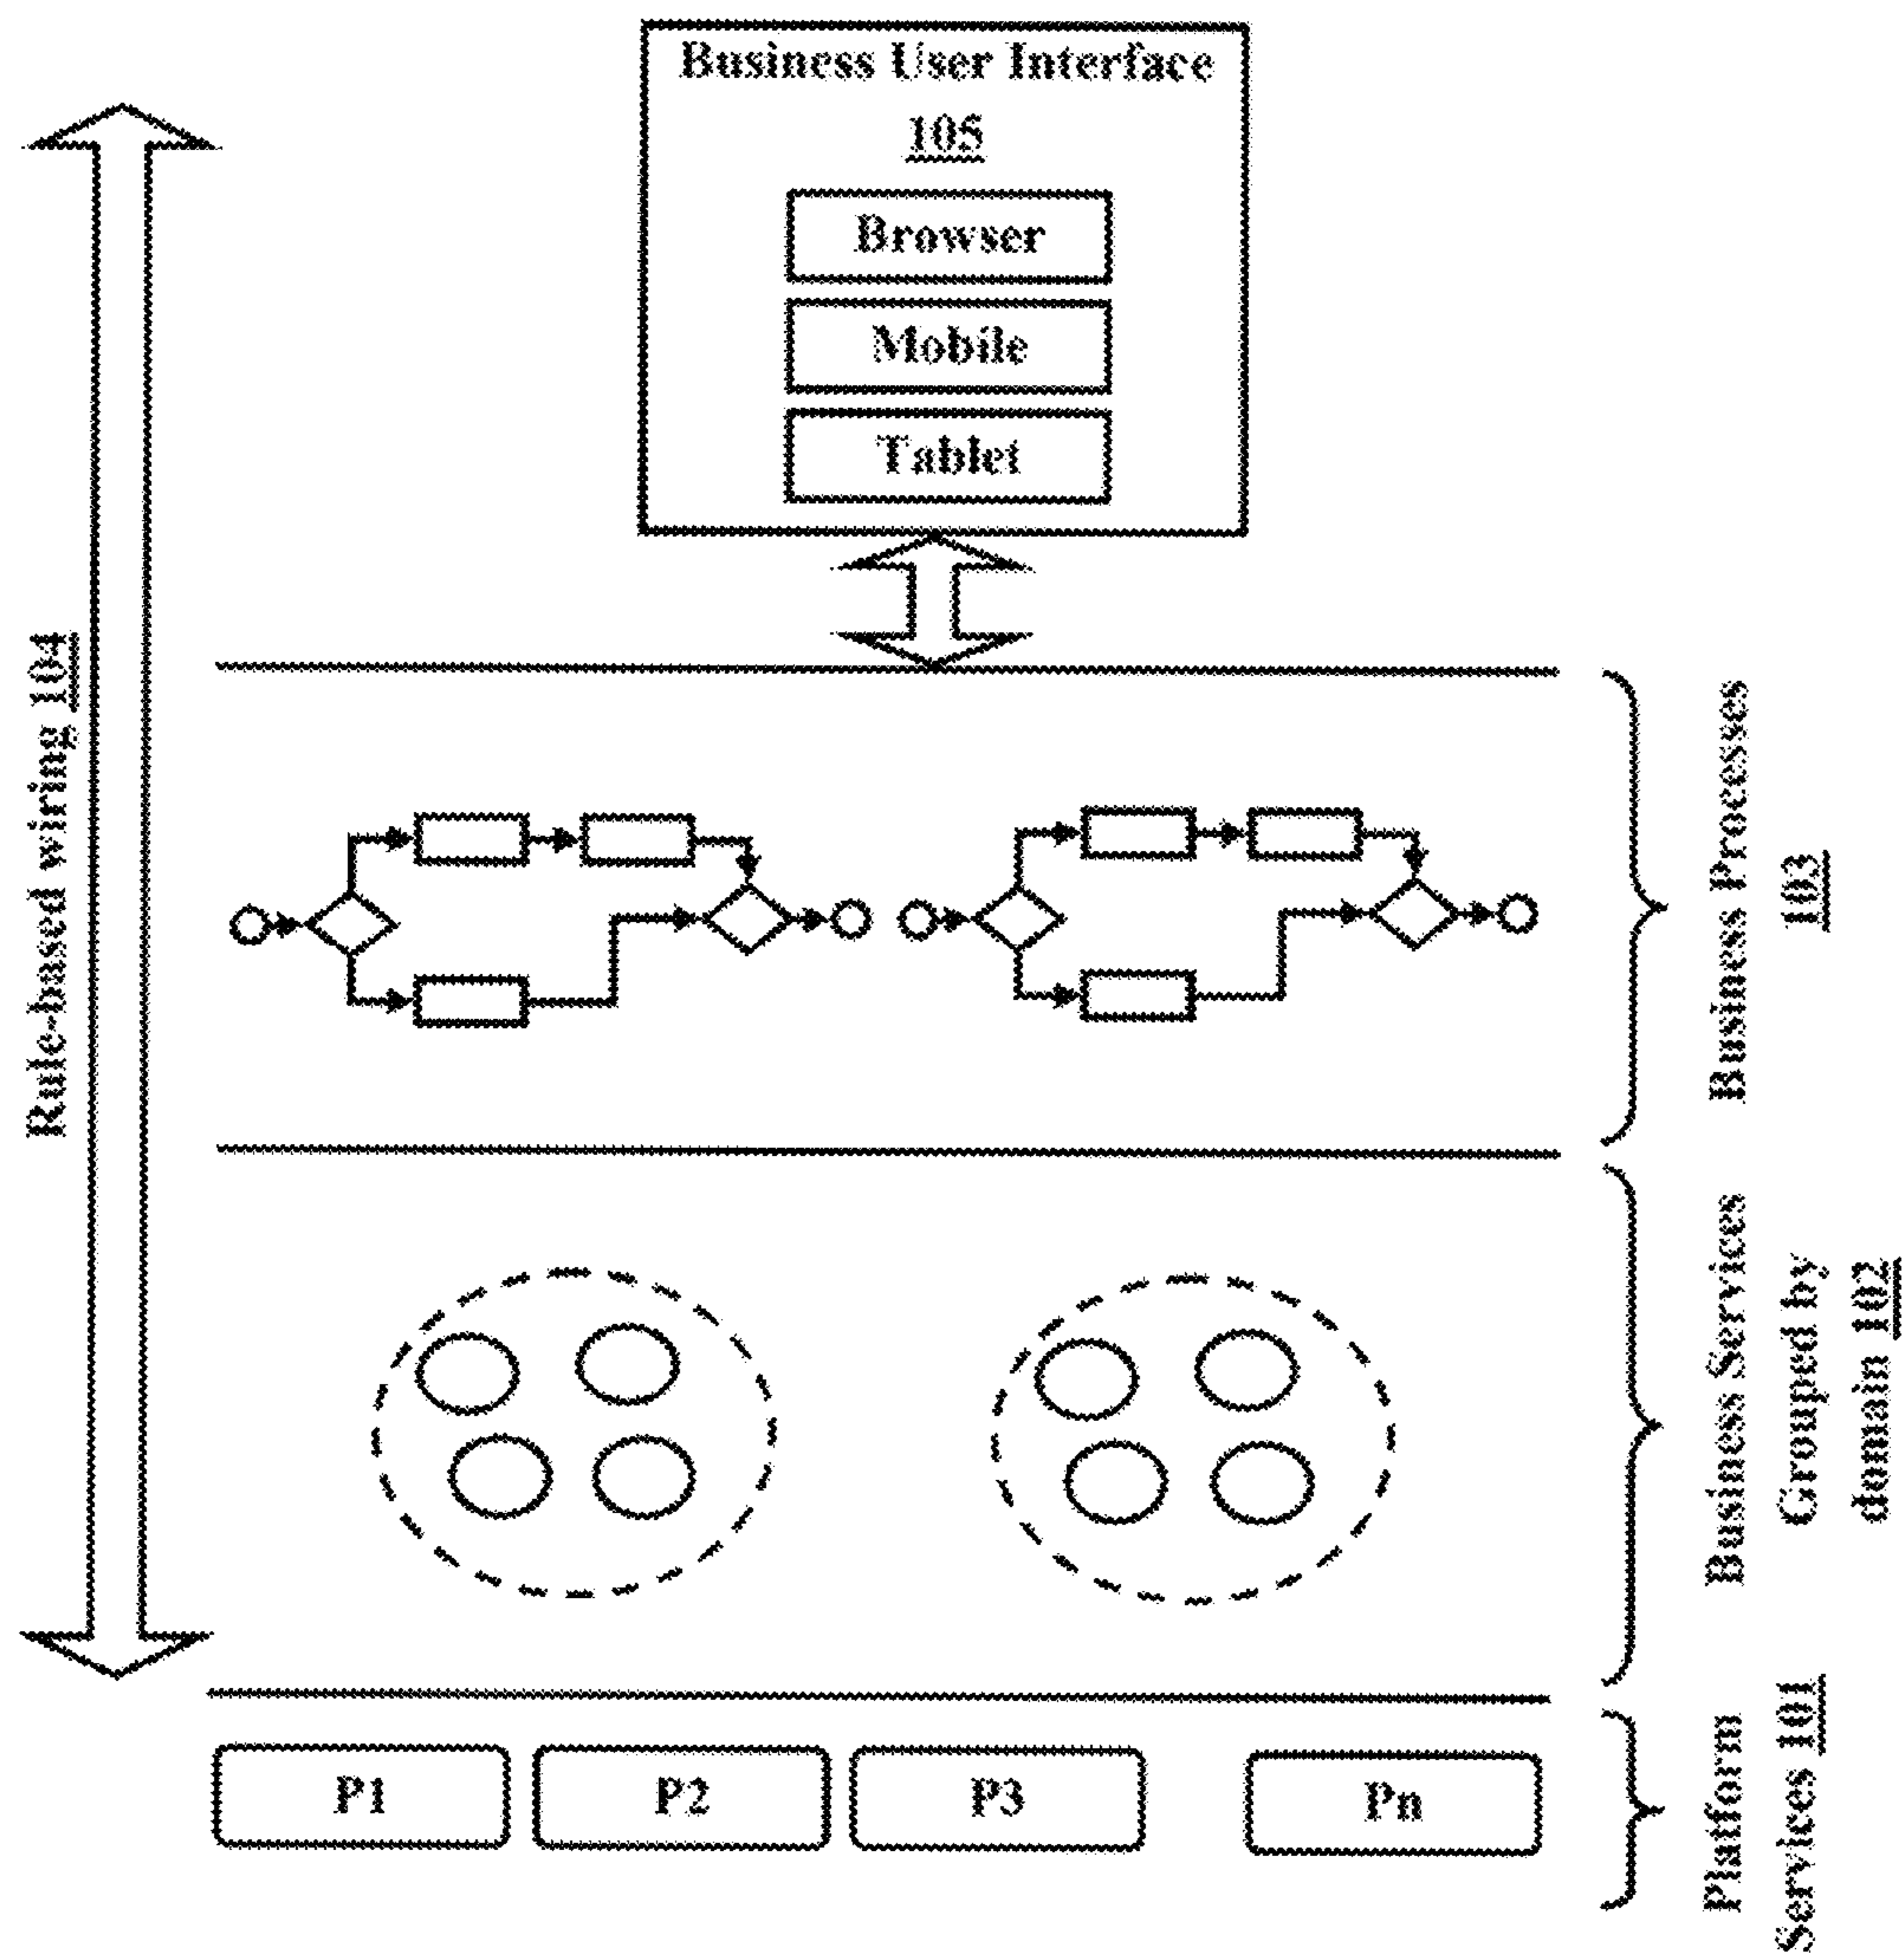 Business User Interface
105
Browser
Mobile
Tablet
Rule-based wiring 104
Business Processes
103
Business Services
Grouped by
domain 102
P1
P2
P3
Pn
Platform
Services 101